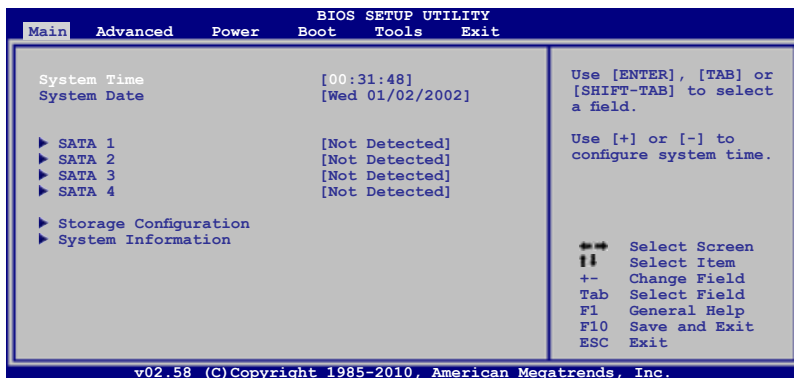 BIOS SETUP UTILITY
Main Advanced Power Boot Tools Exit
System Time [00:31:48]
System Date [Wed 01/02/2002]
SATA 1 [Not Detected]
SATA 2 [Not Detected]
SATA 3 [Not Detected]
SATA 4 [Not Detected]
Storage Configuration
System Information
Use [ENTER], [TAB] or
[SHIFT-TAB] to select
a field.
Use [+] or [-] to
configure system time.
Select Screen
Select Item
+- Change Field
Tab Select Field
F1 General Help
F10 Save and Exit
ESC Exit
v02.58 (C)Copyright 1985-2010, American Megatrends, Inc.